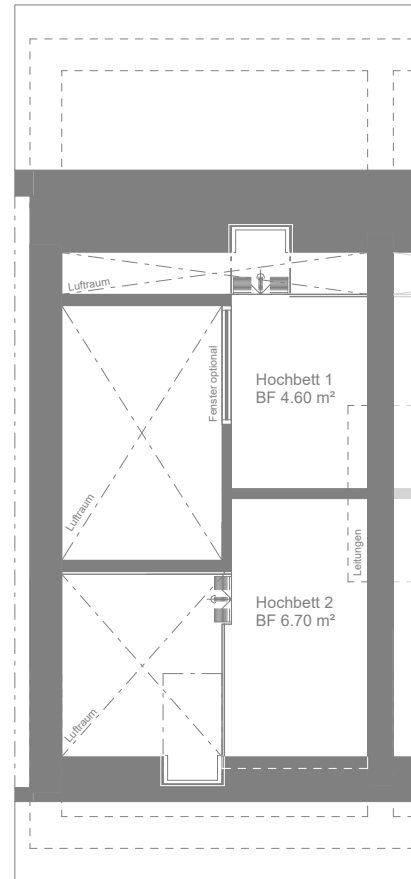 Luftraum
Fenster optional
Hochbett 1
BF 4.60 m²
Luftraum
Leitungen
Hochbett 2
BF 6.70 m²
Luftraum